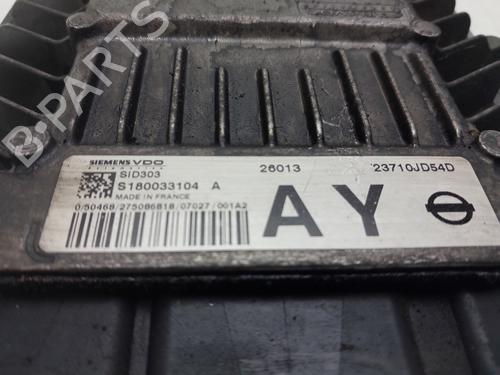 B-PARTS
SIEMENS VDO
SID303
S180033104 A
MADE IN FRANCE
0/50468/275086818/07027/001A2
26013
23710JD54D
AY